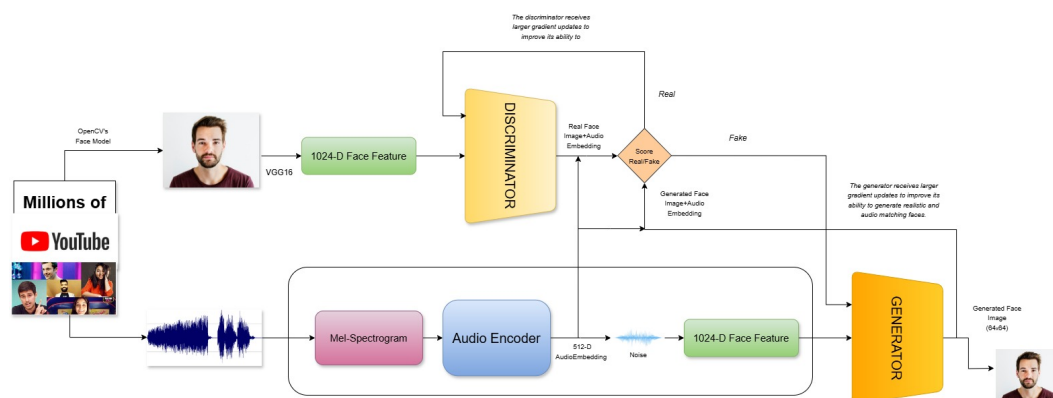 The discriminator receives
larger gradient updates to
improve its ability to
Real
OpenCV's
Face Model
VGG16
1024-D Face Feature
DISCRIMINATOR
Real Face
Image+Audio
Embedding
Score
Real/Fake
Fake
Generated Face
Image+Audio
Embedding
The generator receives larger
gradient updates to improve its
ability to generate realistic and
audio matching faces.
Millions of
YouTube
Mel-Spectrogram
Audio Encoder
512-D
AudioEmbedding
Noise
1024-D Face Feature
GENERATOR
Generated Face
Image
(64x64)